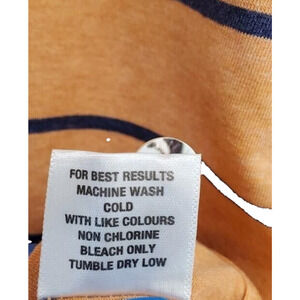 FOR BEST RESULTS
MACHINE WASH
COLD
WITH LIKE COLOURS
NON CHLORINE
BLEACH ONLY
TUMBLE DRY LOW